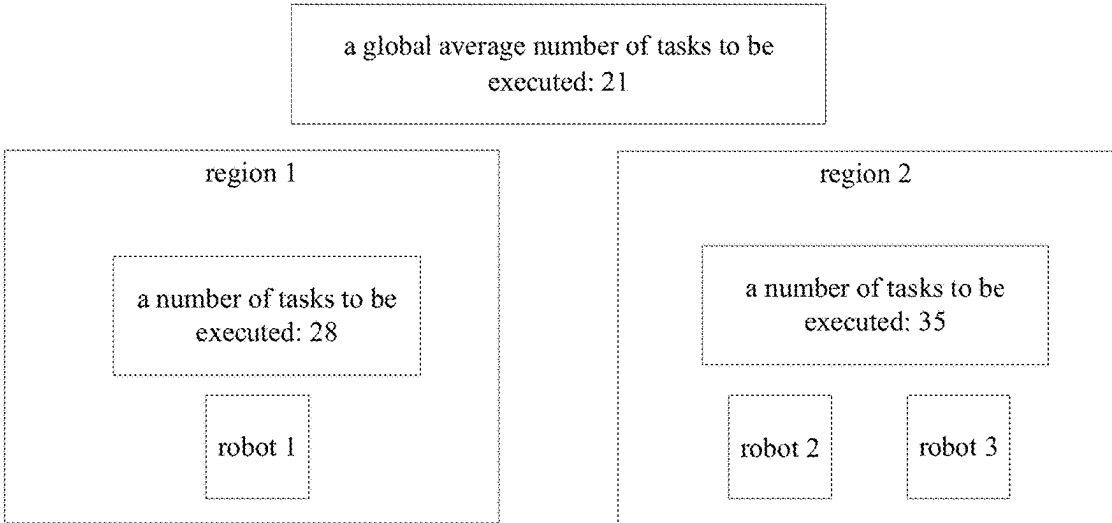 a global average number of tasks to be
executed: 21
region 1
a number of tasks to be
executed: 28
robot 1
region 2
a number of tasks to be
executed: 35
robot 2
robot 3